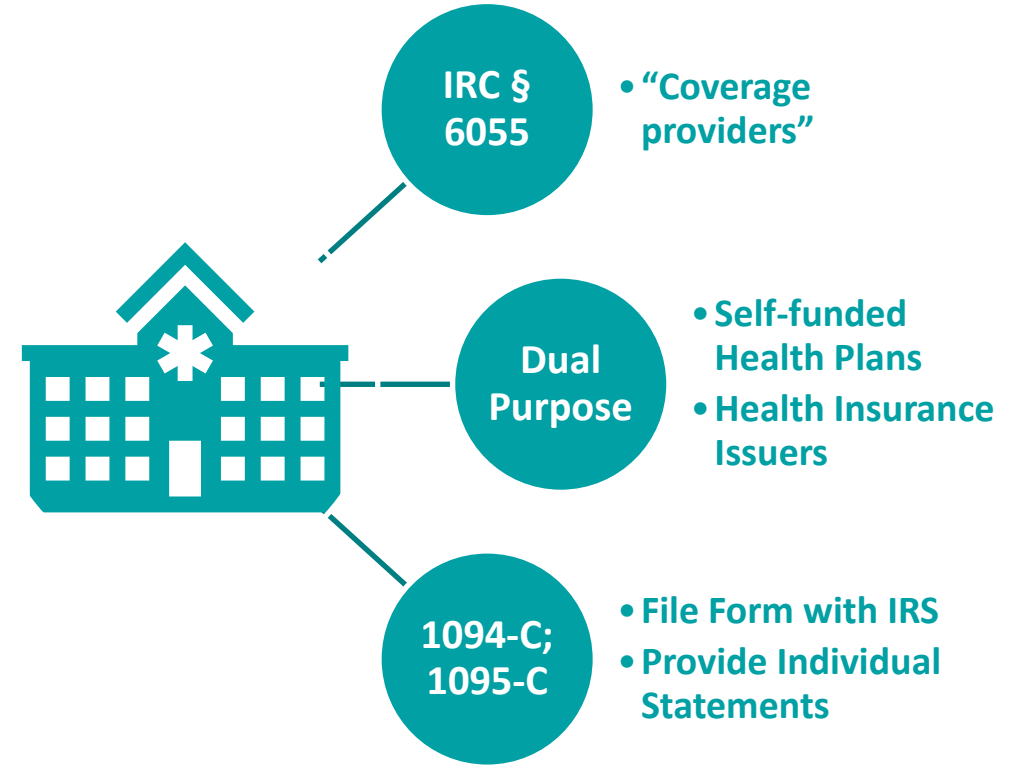 IRC §
6055
• “Coverage
providers”
Dual
Purpose
• Self-funded
Health Plans
• Health Insurance
Issuers
1094-C;
1095-C
• File Form with IRS
• Provide Individual
Statements